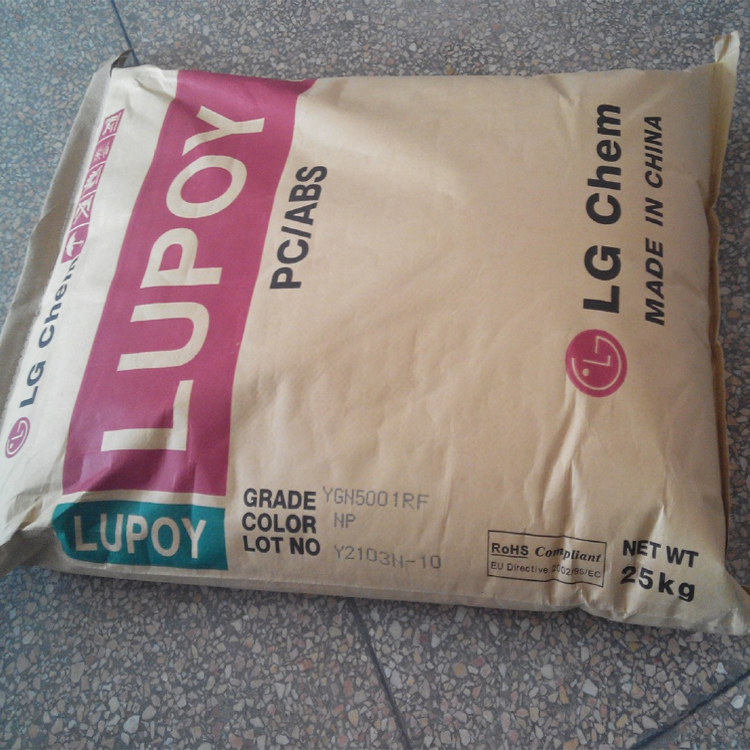 LUPOY
PC/ABS
LG Chem
MADE IN CHINA
LG Chem
LUPOY
GRADE YGN5001RF
COLOR NP
LOT NO Y2103N-10
RoHS Compliant
EU Directive 2002/95/EC
NET WT
25kg